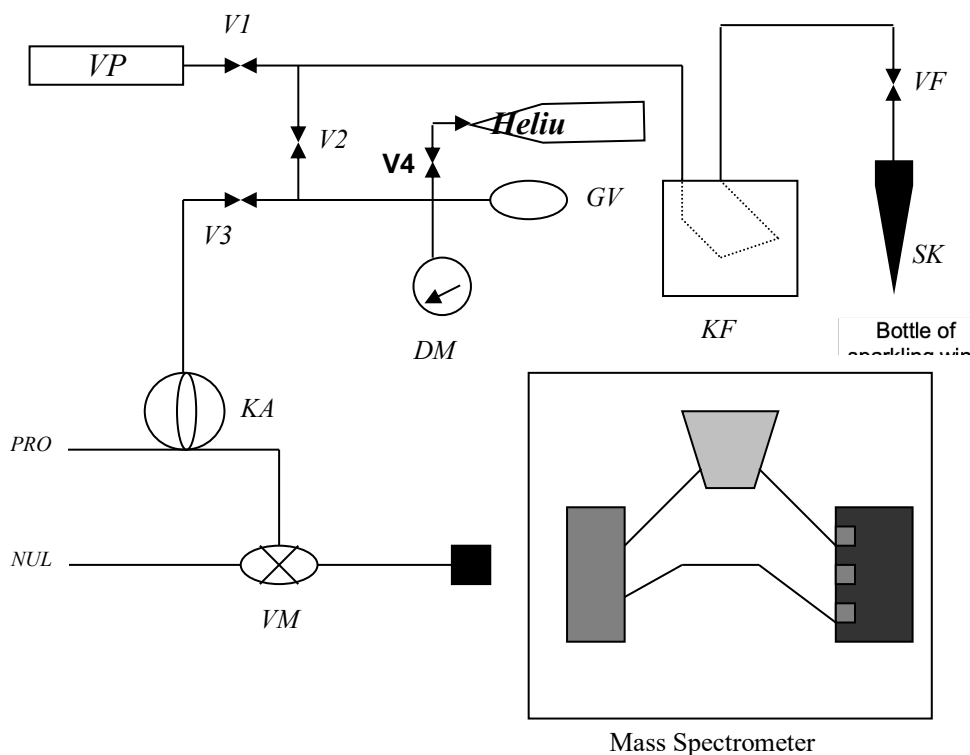 V1
VP
VF
Heliu
V2
V4
GV
V3
SK
KF
DM
Bottle of
KA
PRO
NUL
VM
Mass Spectrometer